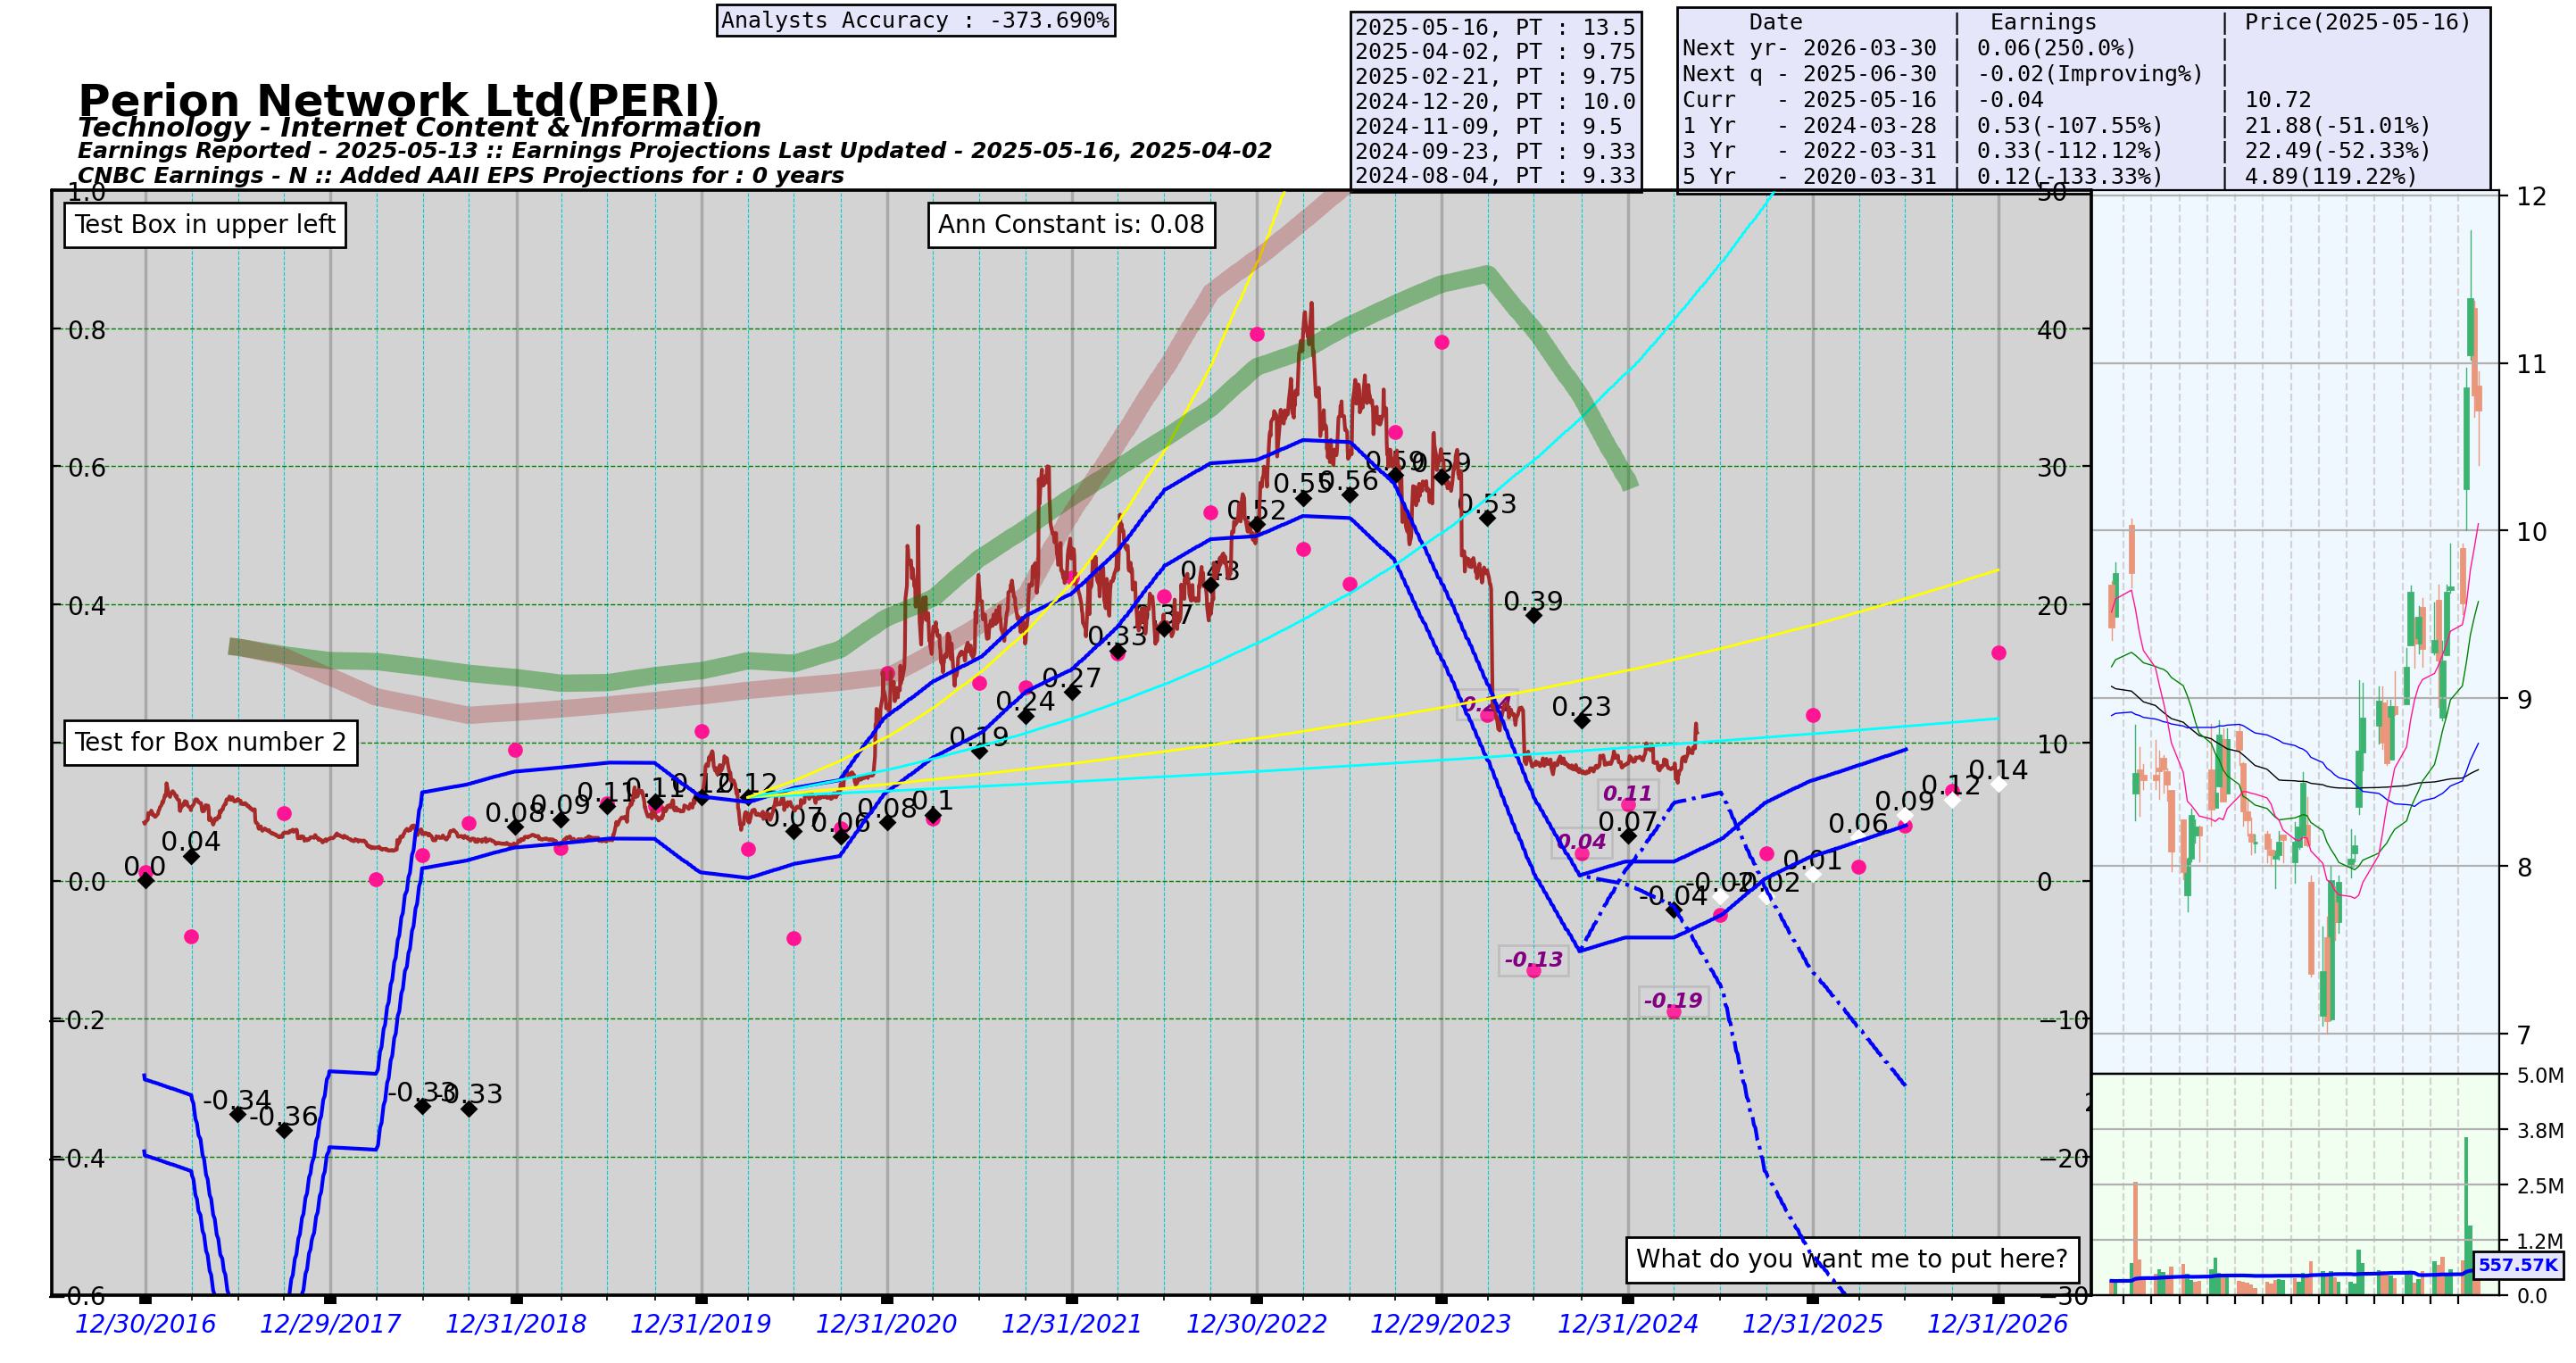 Analysts Accuracy : -373.690%
2025-05-16, PT : 13.5
2025-04-02, PT : 9.75
2025-02-21, PT : 9.75
2024-12-20, PT : 10.0
2024-11-09, PT : 9.5
2024-09-23, PT : 9.33
2024-08-04, PT : 9.33
Date | Earnings | Price(2025-05-16)
Next yr- 2026-03-30 | 0.06(250.0%) |
Next q - 2025-06-30 | -0.02(Improving%) |
Curr - 2025-05-16 | -0.04 | 10.72
1 Yr - 2024-03-28 | 0.53(-107.55%) | 21.88(-51.01%)
3 Yr - 2022-03-31 | 0.33(-112.12%) | 22.49(-52.33%)
5 Yr - 2020-03-31 | 0.12(-133.33%) | 4.89(119.22%)
Perion Network Ltd(PERI)
Technology - Internet Content & Information
Earnings Reported - 2025-05-13 :: Earnings Projections Last Updated - 2025-05-16, 2025-04-02
CNBC Earnings - N :: Added AAII EPS Projections for : 0 years
Test Box in upper left
Ann Constant is: 0.08
Test for Box number 2
What do you want me to put here?
1.0
0.8
0.6
0.4
0.0
−0.2
−0.4
−0.6
50
40
30
20
10
0
−10
−20
−30
0.0
0.04
-0.34
-0.36
-0.33
-0.33
0.08
0.09
0.11
0.11
0.12
0.12
0.07
0.06
0.08
0.1
0.19
0.24
0.27
0.33
0.37
0.43
0.52
0.55
0.56
0.59
0.59
0.53
0.39
0.23
0.07
-0.04
-0.02
-0.02
0.01
0.06
0.09
0.12
0.14
0.24
-0.13
0.04
0.11
-0.19
12
11
10
9
8
7
5.0M
3.8M
2.5M
1.2M
557.57K
0.0
12/30/2016
12/29/2017
12/31/2018
12/31/2019
12/31/2020
12/31/2021
12/30/2022
12/29/2023
12/31/2024
12/31/2025
12/31/2026